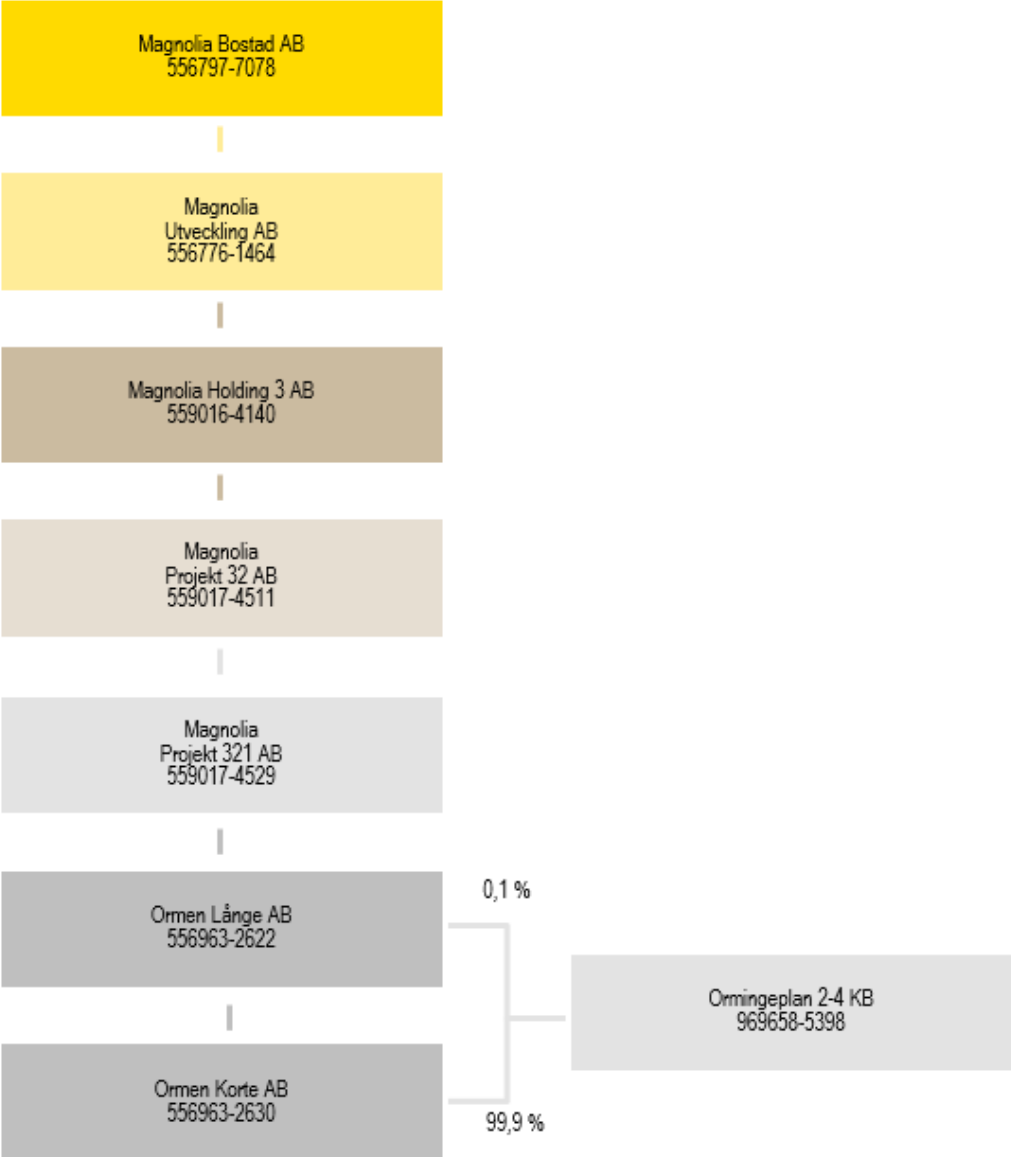 Magnolia Bostad AB
556797-7078
Magnolia
Utveckling AB
556776-1464
Magnolia Holding 3 AB
559016-4140
Magnolia
Projekt 32 AB
559017-4511
Magnolia
Projekt 321 AB
559017-4529
Ormen Långe AB
556963-2622
0,1 %
Ormingeplan 2-4 KB
969658-5398
Ormen Korte AB
556963-2630
99,9 %